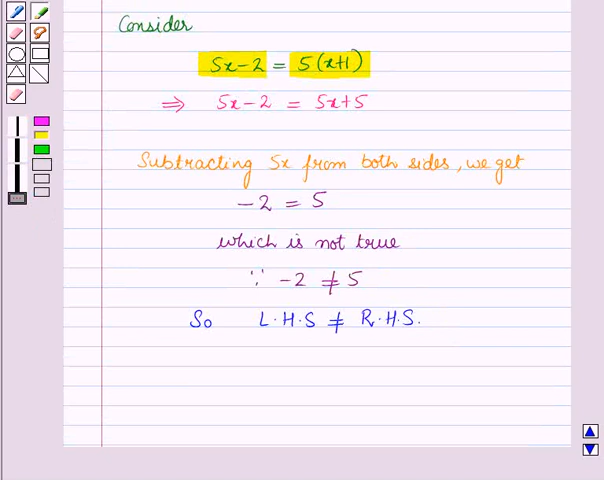 Consider
5x-2 = 5(x+1)
⇒ 5x-2 = 5x+5
Subtracting 5x from both sides, we get
-2 = 5
which is not true
∵ -2 ≠ 5
So L.H.S ≠ R.H.S.